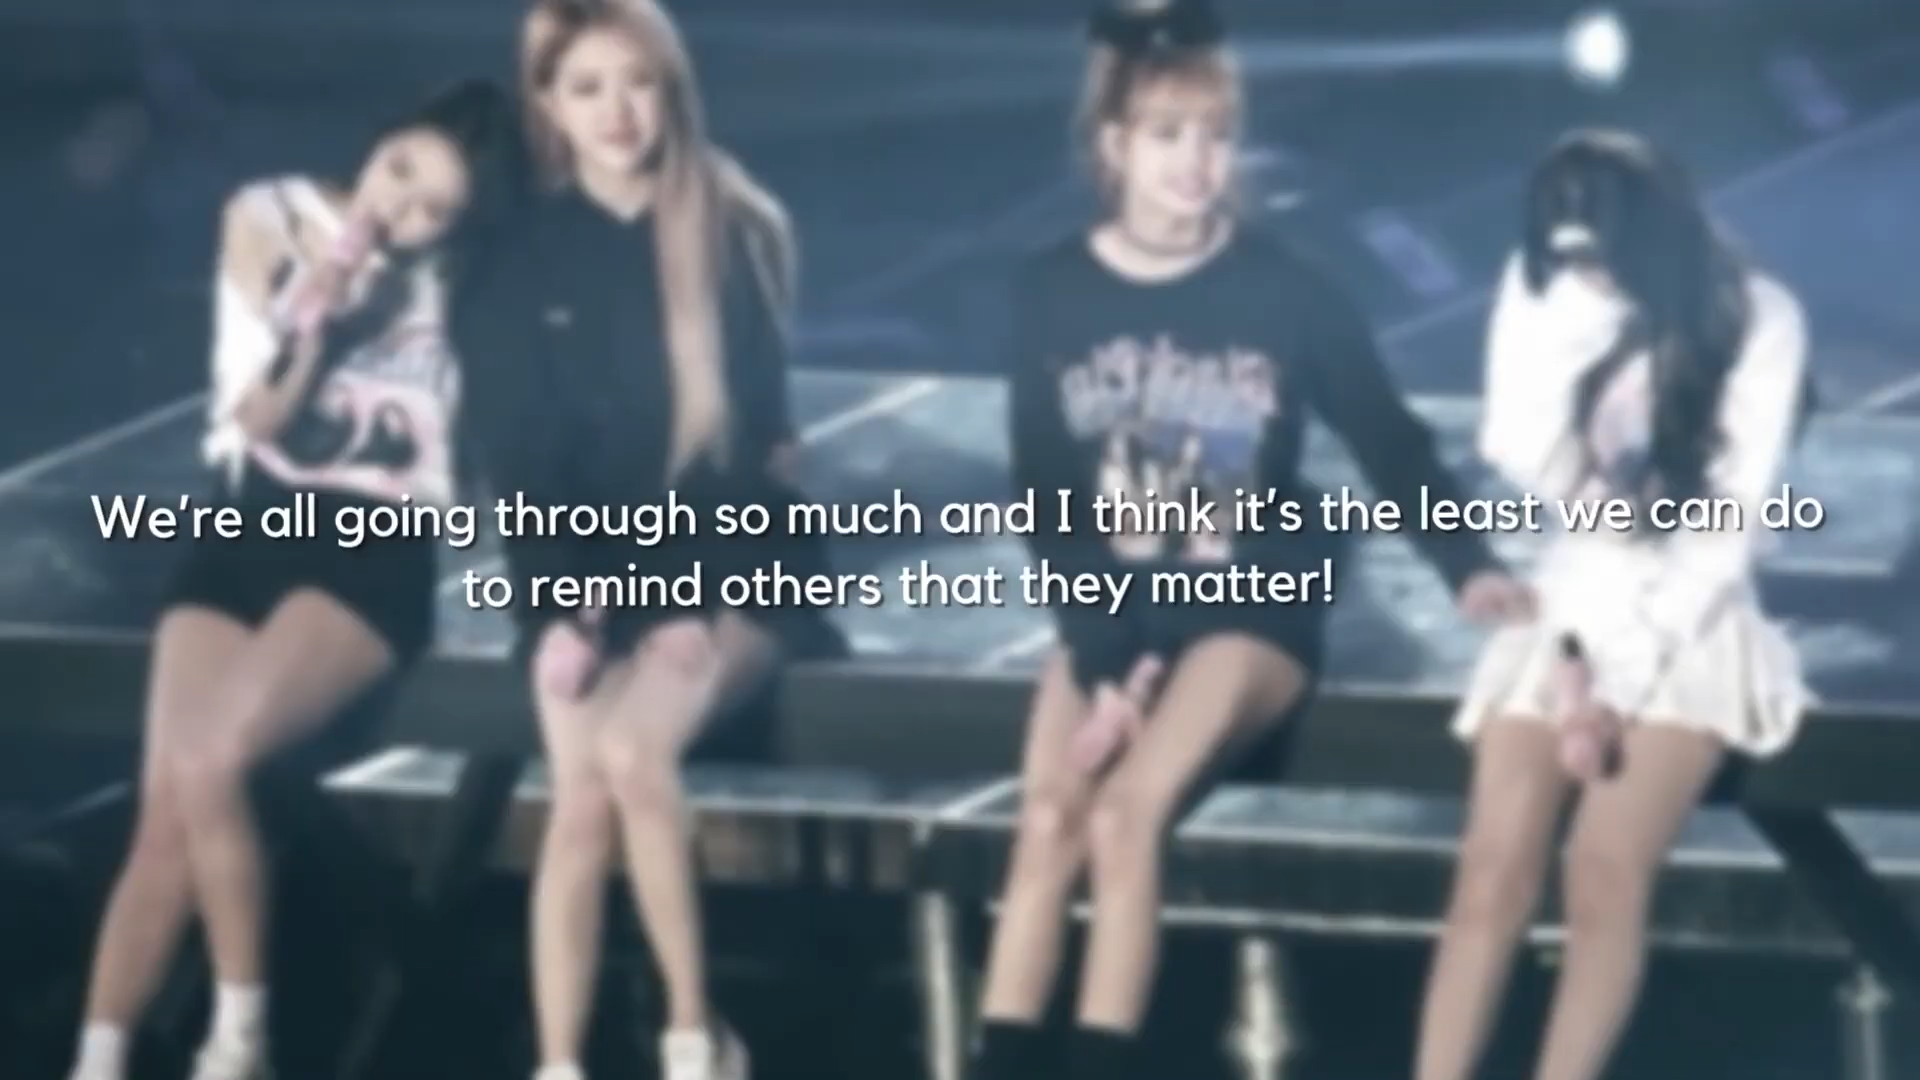 We're all going through so much and I think it's the least we can do
to remind others that they matter!